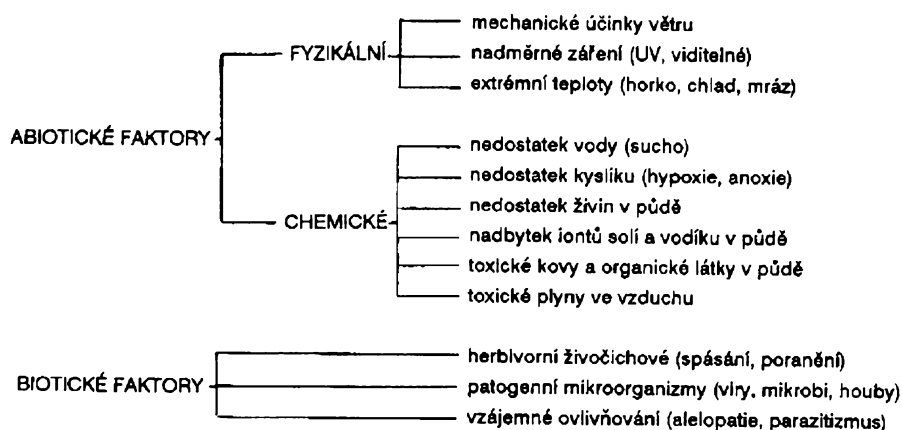 mechanické účinky větru
FYZIKÁLNÍ
nadměrné záření (UV, viditelné)
extrémní teploty (horko, chlad, mráz)
ABIOTICKÉ FAKTORY
nedostatek vody (sucho)
nedostatek kyslíku (hypoxie, anoxie)
nedostatek živin v půdě
CHEMICKÉ
nadbytek iontů solí a vodíku v půdě
toxické kovy a organické látky v půdě
toxické plyny ve vzduchu
herbivorní živočichové (spásání, poranění)
BIOTICKÉ FAKTORY
patogenní mikroorganizmy (viry, mikrobi, houby)
vzájemné ovlivňování (alelopatie, parazitizmus)